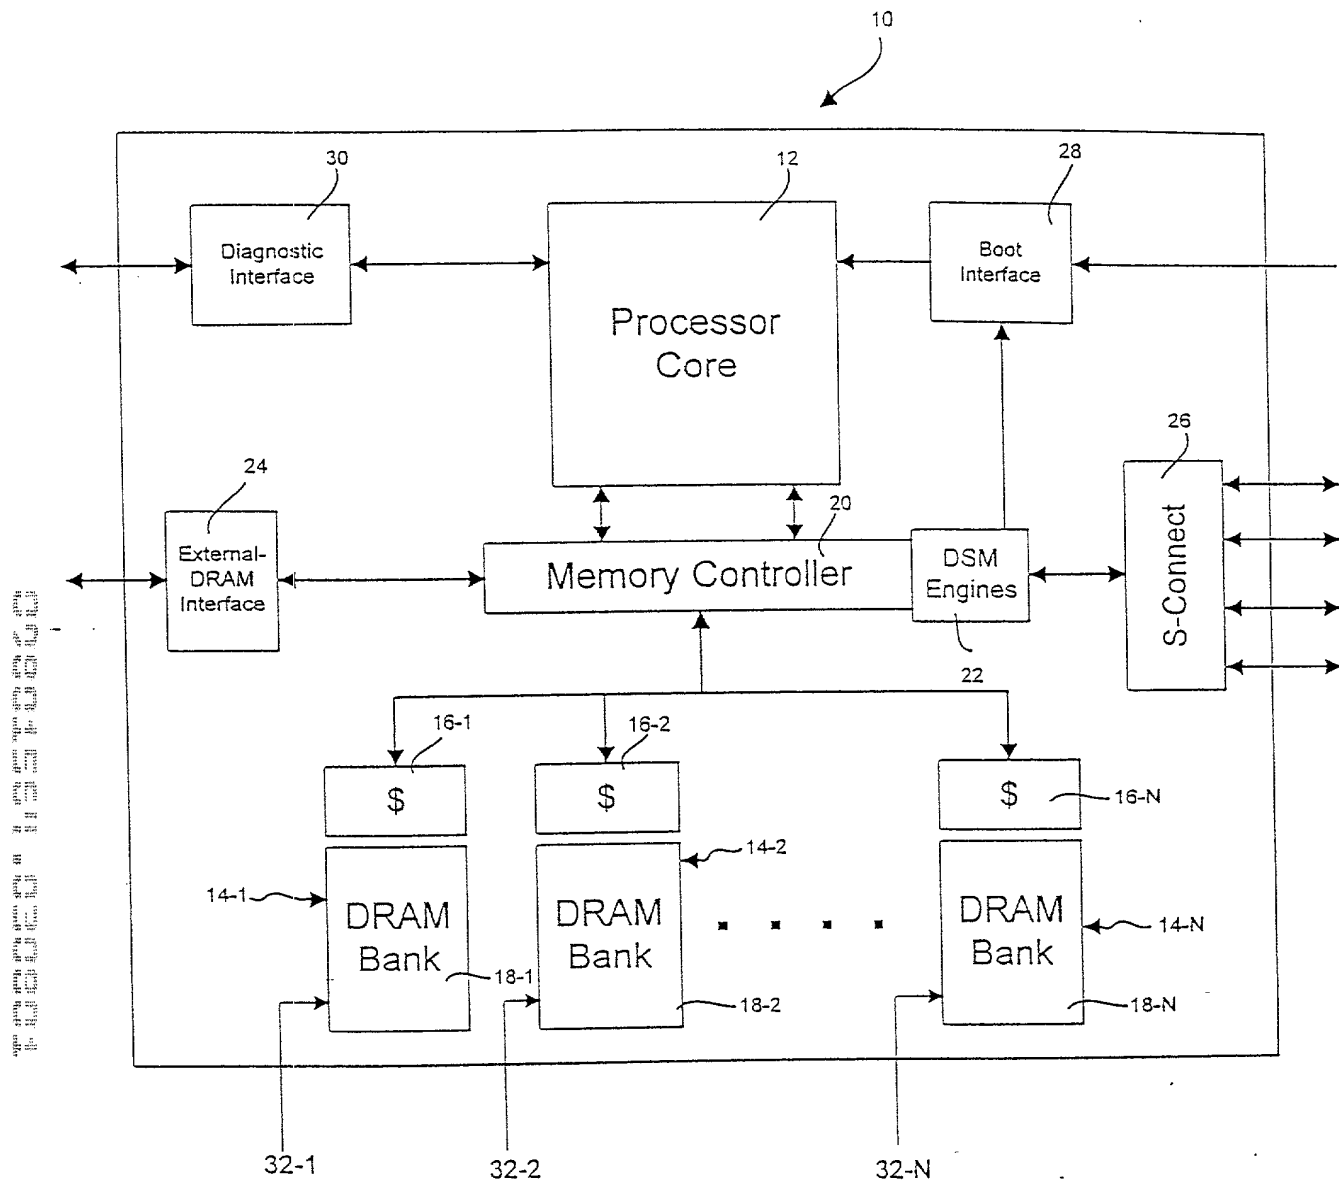 10
30
12
28
Diagnostic
Interface
Boot
Interface
Processor
Core
26
24
20
External-
DRAM
Interface
Memory Controller
DSM
Engines
S-Connect
22
16-1
16-2
$
$
$
16-N
14-1
14-2
14-N
DRAM
Bank
DRAM
Bank
DRAM
Bank
18-1
18-2
18-N
32-1
32-2
32-N